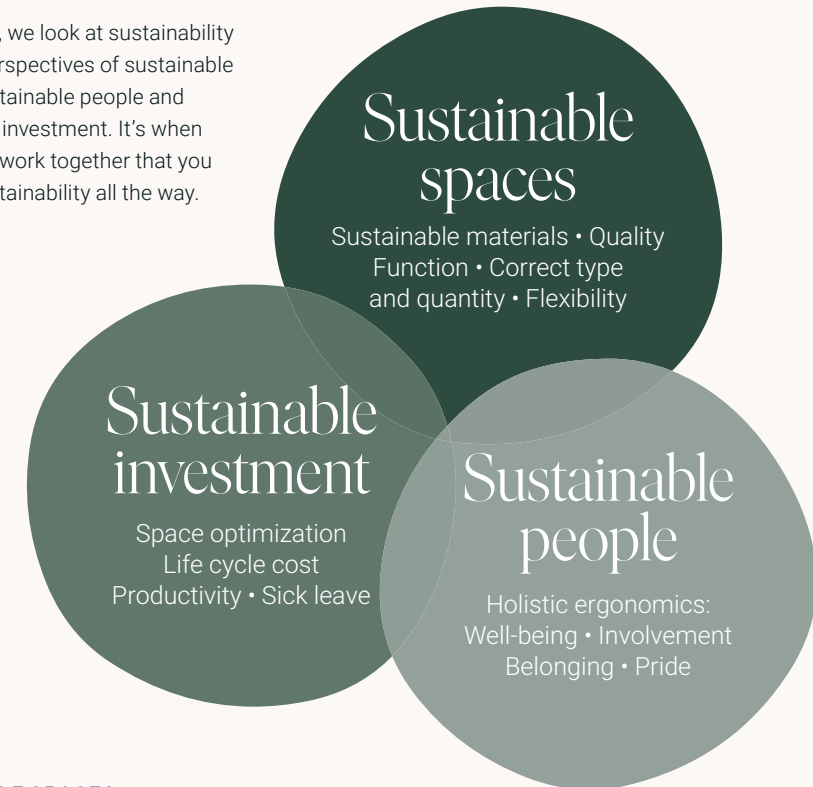 , we look at sustainability
rspectives of sustainable
tainable people and
investment. It’s when
work together that you
tainability all the way.
Sustainable
spaces
Sustainable materials • Quality
Function • Correct type
and quantity • Flexibility
Sustainable
investment
Space optimization
Life cycle cost
Productivity • Sick leave
Sustainable
people
Holistic ergonomics:
Well-being • Involvement
Belonging • Pride